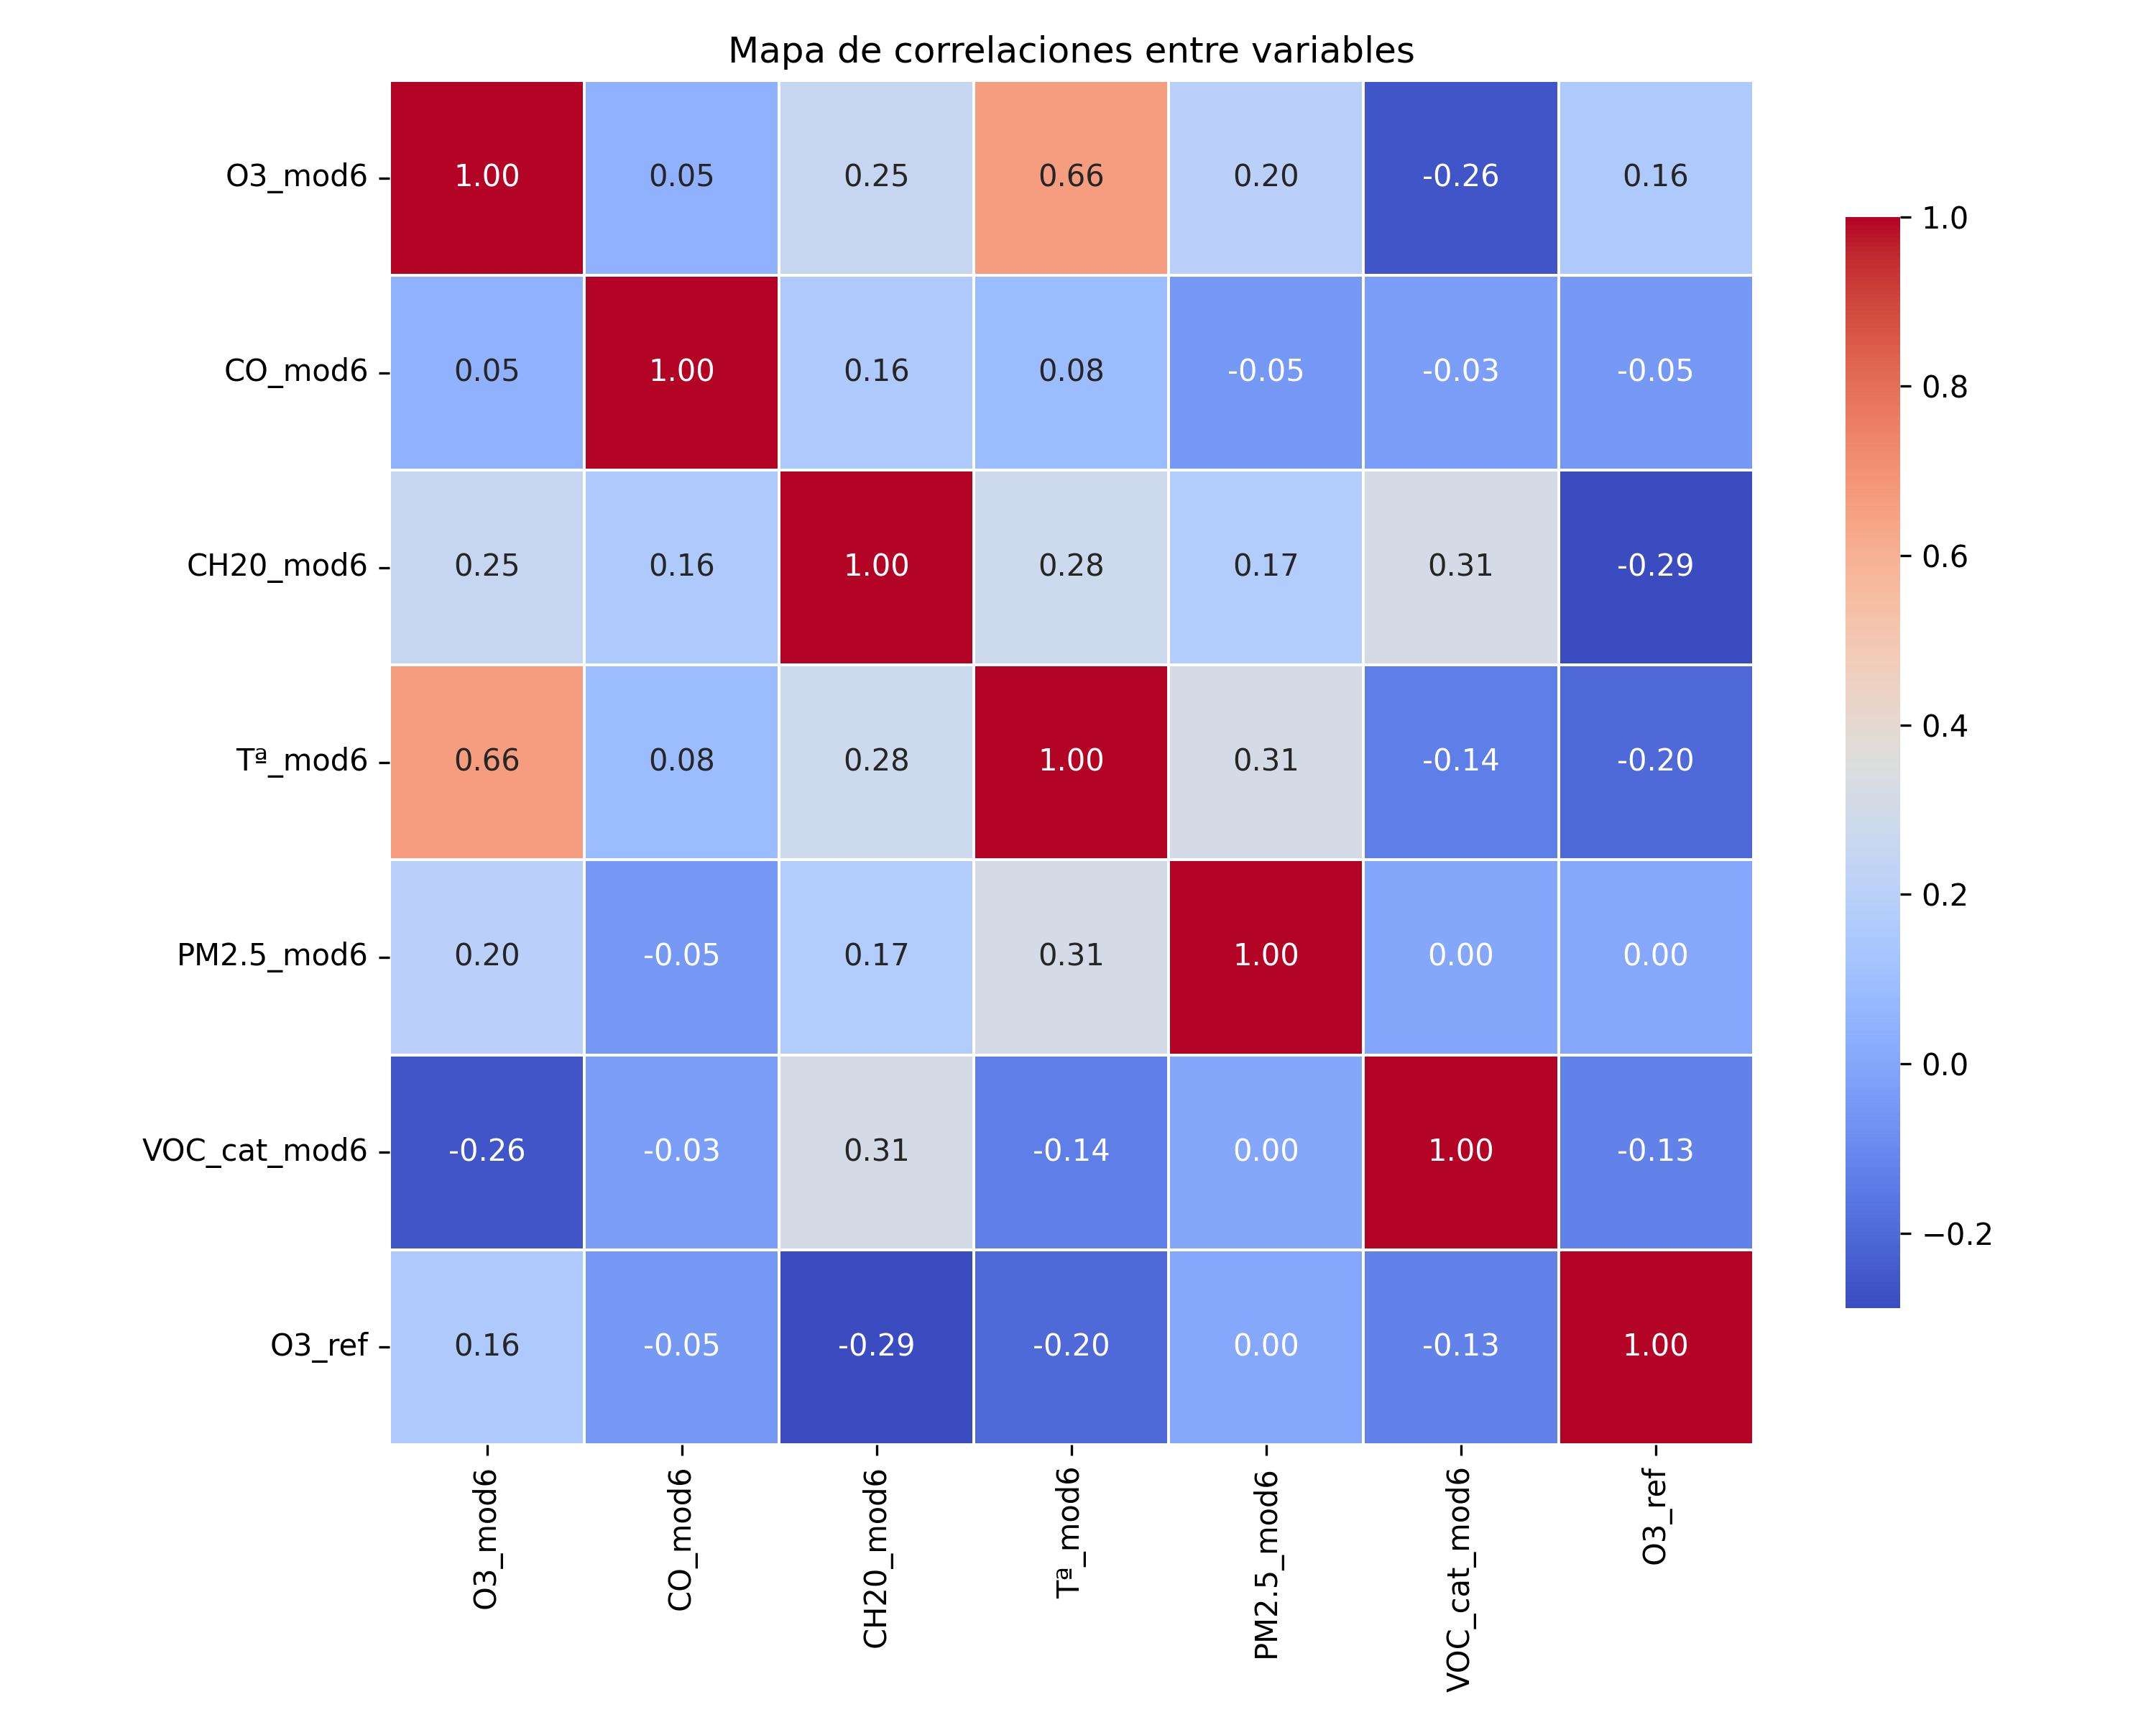 Mapa de correlaciones entre variables
O3_mod6 1.00 0.05 0.25 0.66 0.20 -0.26 0.16
CO_mod6 0.05 1.00 0.16 0.08 -0.05 -0.03 -0.05
CH20_mod6 0.25 0.16 1.00 0.28 0.17 0.31 -0.29
Tª_mod6 0.66 0.08 0.28 1.00 0.31 -0.14 -0.20
PM2.5_mod6 0.20 -0.05 0.17 0.31 1.00 0.00 0.00
VOC_cat_mod6 -0.26 -0.03 0.31 -0.14 0.00 1.00 -0.13
O3_ref 0.16 -0.05 -0.29 -0.20 0.00 -0.13 1.00
O3_mod6
CO_mod6
CH20_mod6
Tª_mod6
PM2.5_mod6
VOC_cat_mod6
O3_ref
1.0
0.8
0.6
0.4
0.2
0.0
−0.2